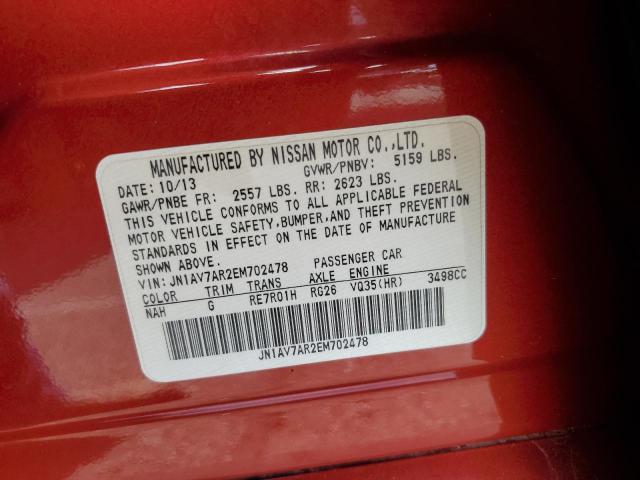 MANUFACTURED BY NISSAN MOTOR CO.,LTD.
DATE: 10/13 GVWR/PNBV: 5159 LBS.
GAWR/PNBE FR: 2557 LBS. RR: 2623 LBS.
THIS VEHICLE CONFORMS TO ALL APPLICABLE FEDERAL
MOTOR VEHICLE SAFETY,BUMPER,AND THEFT PREVENTION
STANDARDS IN EFFECT ON THE DATE OF MANUFACTURE
SHOWN ABOVE.
VIN: JN1AV7AR2EM702478 PASSENGER CAR
COLOR TRIM TRANS AXLE ENGINE
NAH G RE7R01H RG26 VQ35(HR) 3498CC
JN1AV7AR2EM702478